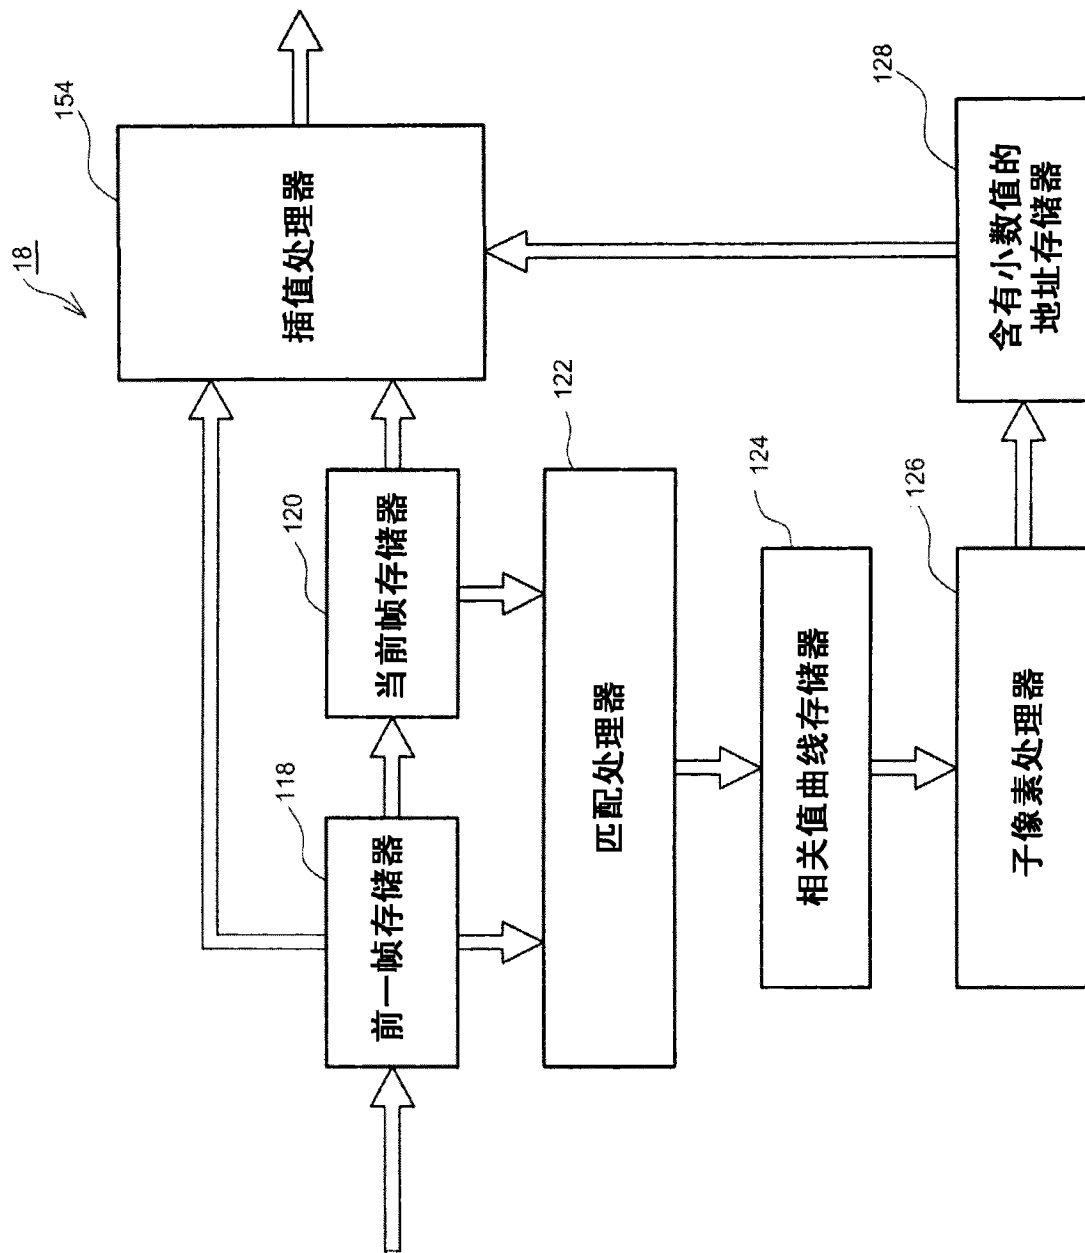 18
154
插值处理器
118
前一帧存储器
120
当前帧存储器
122
匹配处理器
124
相关值曲线存储器
126
子像素处理器
128
含有小数值的
地址存储器